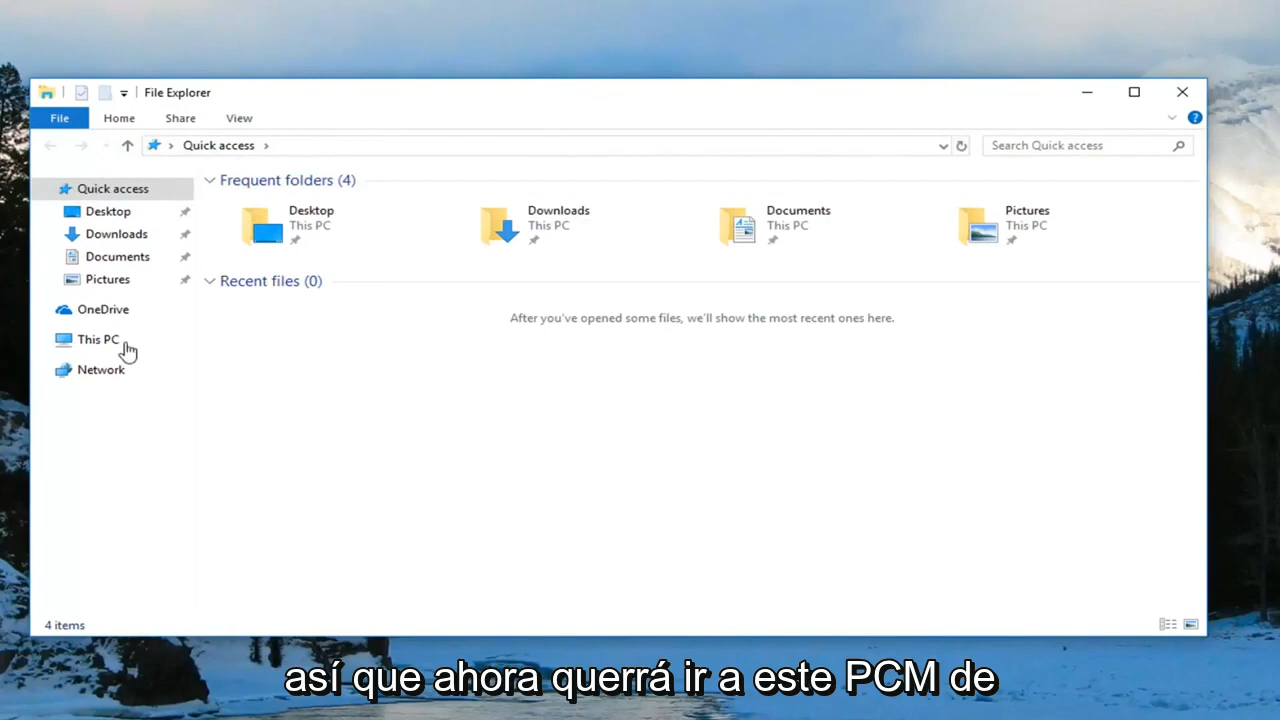 File Explorer
File Home Share View
Quick access
Search Quick access
Quick access
Desktop
Downloads
Documents
Pictures
OneDrive
This PC
Network
Frequent folders (4)
Desktop
This PC
Downloads
This PC
Documents
This PC
Pictures
This PC
Recent files (0)
After you've opened some files, we'll show the most recent ones here.
4 items
así que ahora querrá ir a este PCM de